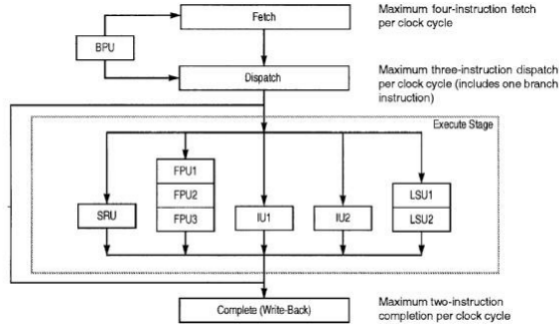 Fetch
Maximum four-instruction fetch
per clock cycle
BPU
Dispatch
Maximum three-instruction dispatch
per clock cycle (includes one branch
instruction)
Execute Stage
FPU1
FPU2
FPU3
SRU
IU1
IU2
LSU1
LSU2
Complete (Write-Back)
Maximum two-instruction
completion per clock cycle